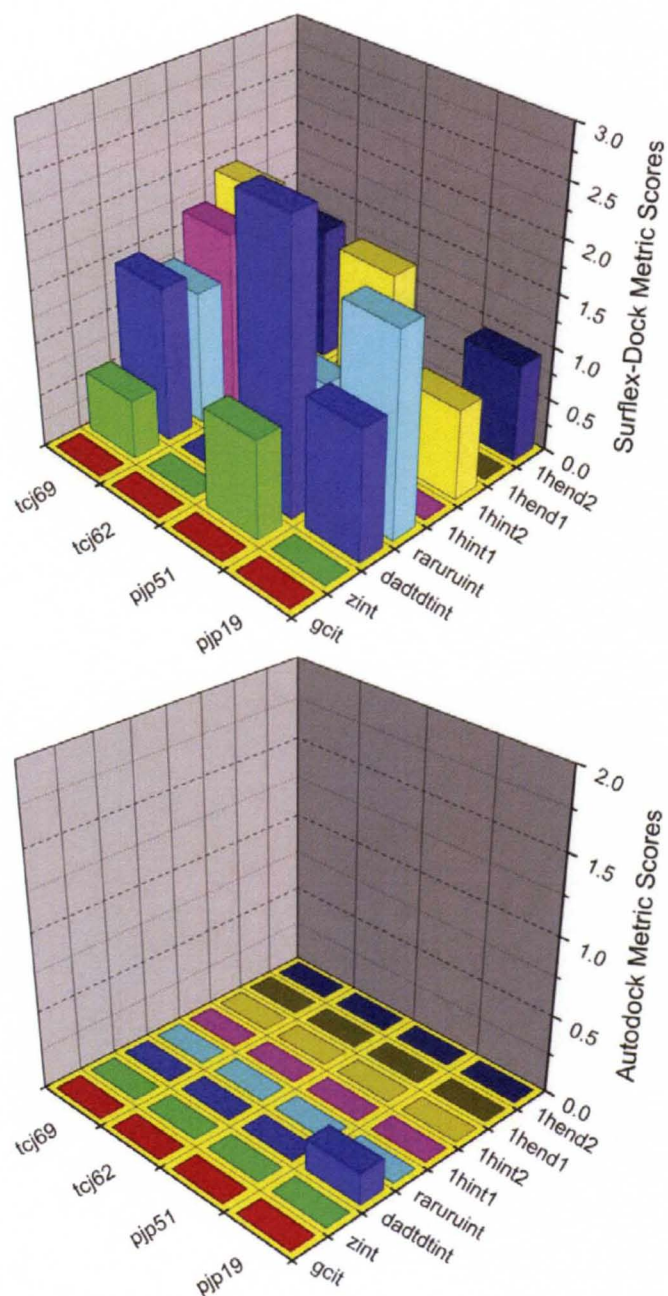 3.0
2.5
2.0
1.5
1.0
0.5
0.0
Surflex-Dock Metric Scores
tcj69
tcj62
pjp51
pjp19
1hend2
1hend1
1hint2
1hint1
raruruint
dadtdtint
zint
gcit
2.0
1.5
1.0
0.5
0.0
Autodock Metric Scores
tcj69
tcj62
pjp51
pjp19
1hend2
1hend1
1hint2
1hint1
raruruint
dadtdtint
zint
gcit